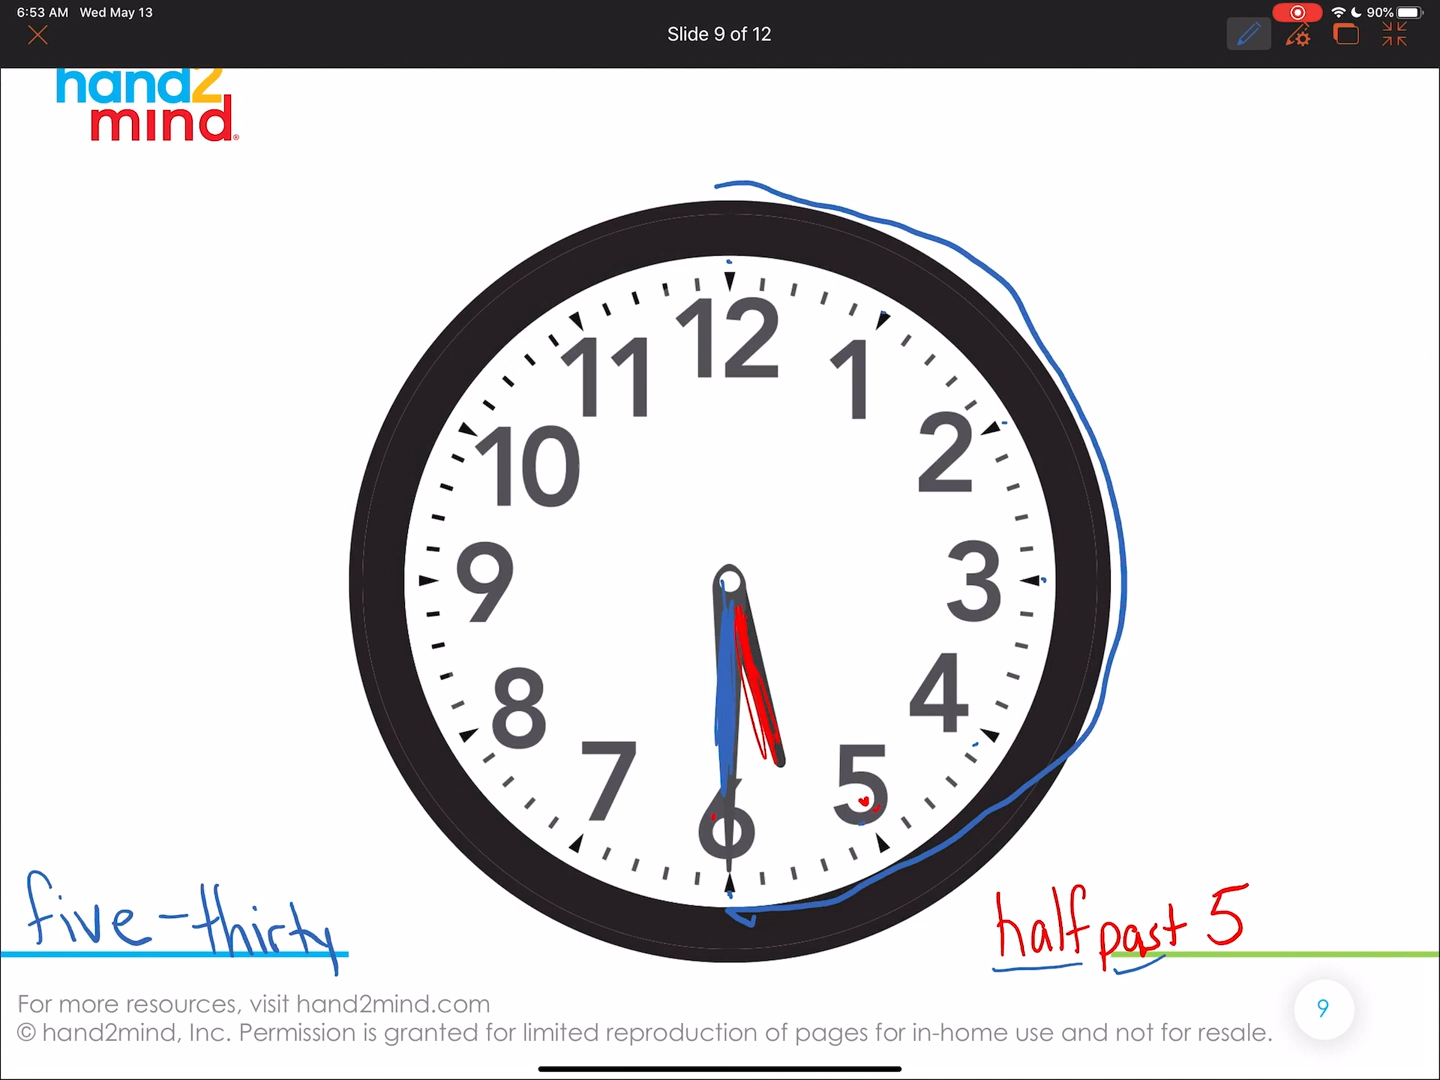 6:53 AM Wed May 13
90%
Slide 9 of 12
hand2
mind
12
11
1
10
2
9
3
8
4
7
5
6
five-thirty
half past 5
For more resources, visit hand2mind.com
© hand2mind, Inc. Permission is granted for limited reproduction of pages for in-home use and not for resale.
9